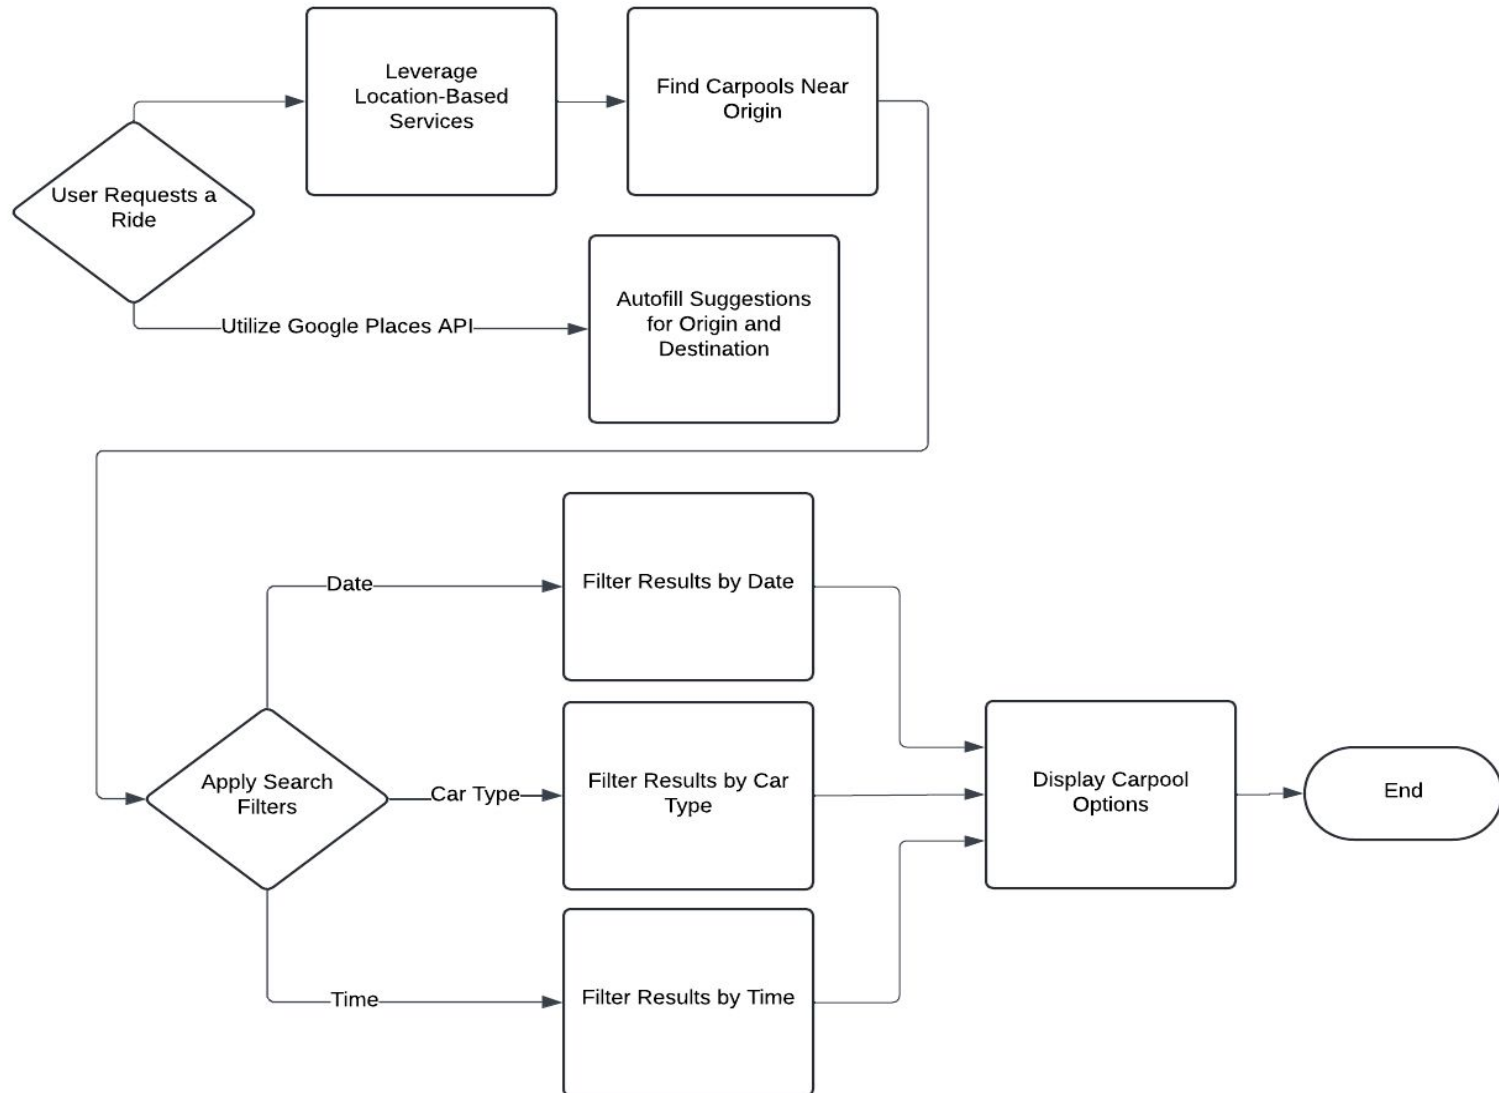 Leverage
Location-Based
Services
Find Carpools Near
Origin
User Requests a
Ride
Utilize Google Places API
Autofill Suggestions
for Origin and
Destination
Date
Filter Results by Date
Apply Search
Filters
Car Type
Filter Results by Car
Type
Display Carpool
Options
End
Time
Filter Results by Time